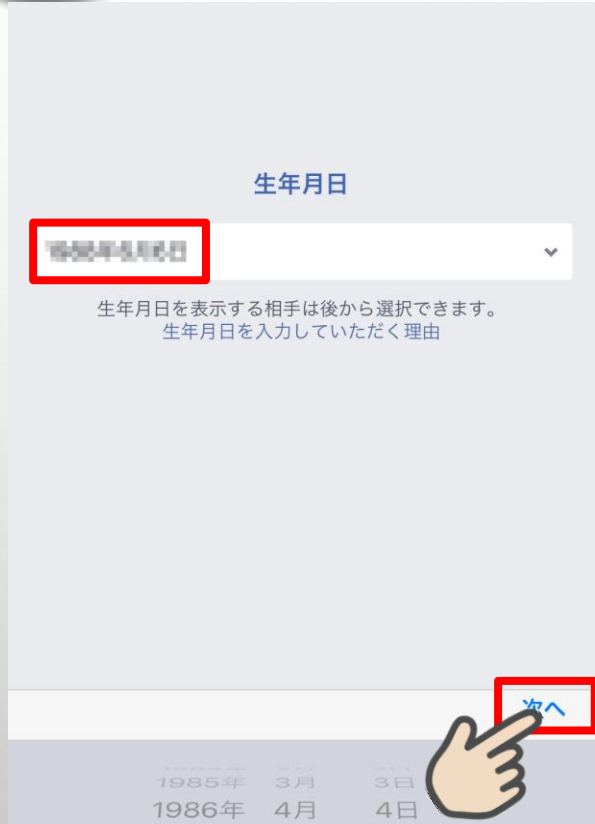 生年月日
生年月日を表示する相手は後から選択できます。
生年月日を入力していただく理由
次へ
1985年 3月 3日
1986年 4月 4日